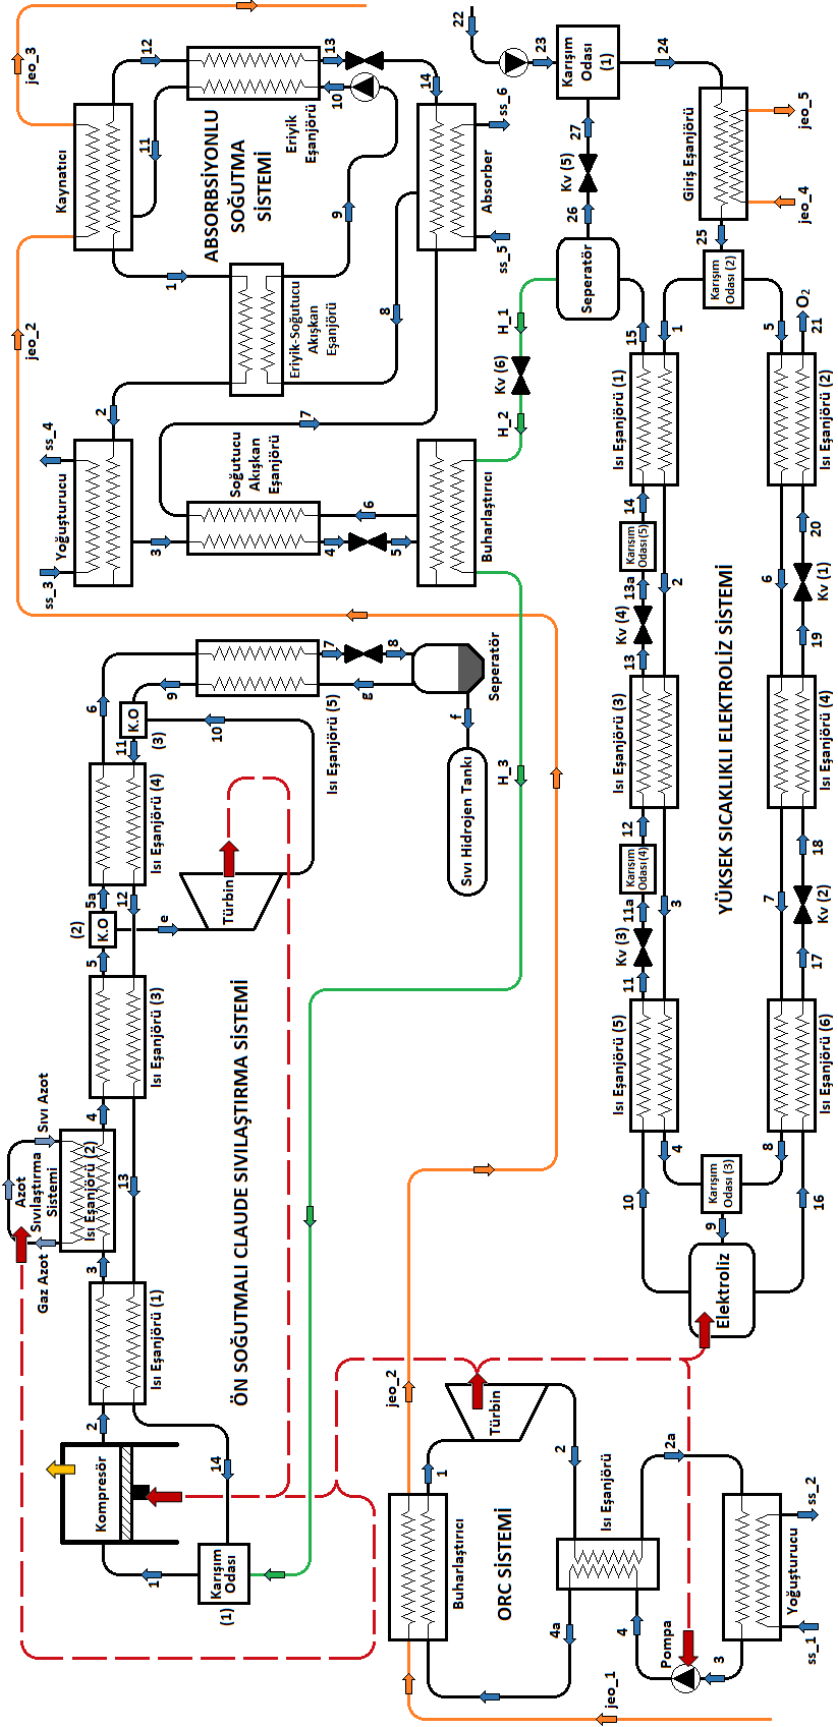 ÖN SOĞUTMALI CLAUDE SIVILAŞTIRMA SİSTEMİ
Kompresör
Karışım
Odası
(1)
1
2
14
Isı Eşanjörü (1)
3
Gaz Azot
Azot
Sıvılaştırma
Sistemi
Sıvı Azot
Isı Eşanjörü (2)
13
4
Isı Eşanjörü (3)
5
K.O
(2)
5a
e
12
Türbin
Isı Eşanjörü (4)
6
11
K.O
(3)
10
9
Isı Eşanjörü (5)
7
8
g
f
Seperatör
Sıvı Hidrojen Tankı
H_3
ABSORBSİYONLU
SOĞUTMA
SİSTEMİ
jeo_2
jeo_3
Kaynatıcı
12
11
Eriyik
Eşanjörü
13
10
14
1
9
8
Eriyik-Soğutucu
Akışkan
Eşanjörü
Absorber
ss_5
ss_6
ss_3
ss_4
Yoğuşturucu
2
3
Soğutucu
Akışkan
Eşanjörü
7
4
6
5
Buharlaştırıcı
H_2
Kv (6)
H_1
ORC SİSTEMİ
jeo_1
jeo_2
Buharlaştırıcı
1
Türbin
2
Isı Eşanjörü
4a
4
2a
Pompa
3
Yoğuşturucu
ss_1
ss_2
YÜKSEK SICAKLIKLI ELEKTROLİZ SİSTEMİ
Elektroliz
9
10
16
Karışım
Odası (3)
4
8
Isı Eşanjörü (5)
Isı Eşanjörü (6)
11
Kv (3)
11a
Karışım
Odası(4)
12
3
7
17
Kv (2)
18
Isı Eşanjörü (3)
Isı Eşanjörü (4)
13
Kv (4)
13a
Karışım
Odası(5)
14
2
6
19
Kv (1)
20
Isı Eşanjörü (1)
Isı Eşanjörü (2)
15
1
5
21
O2
Karışım
Odası (2)
25
Seperatör
26
Kv (5)
27
Karışım
Odası
(1)
22
23
24
Giriş Eşanjörü
jeo_4
jeo_5